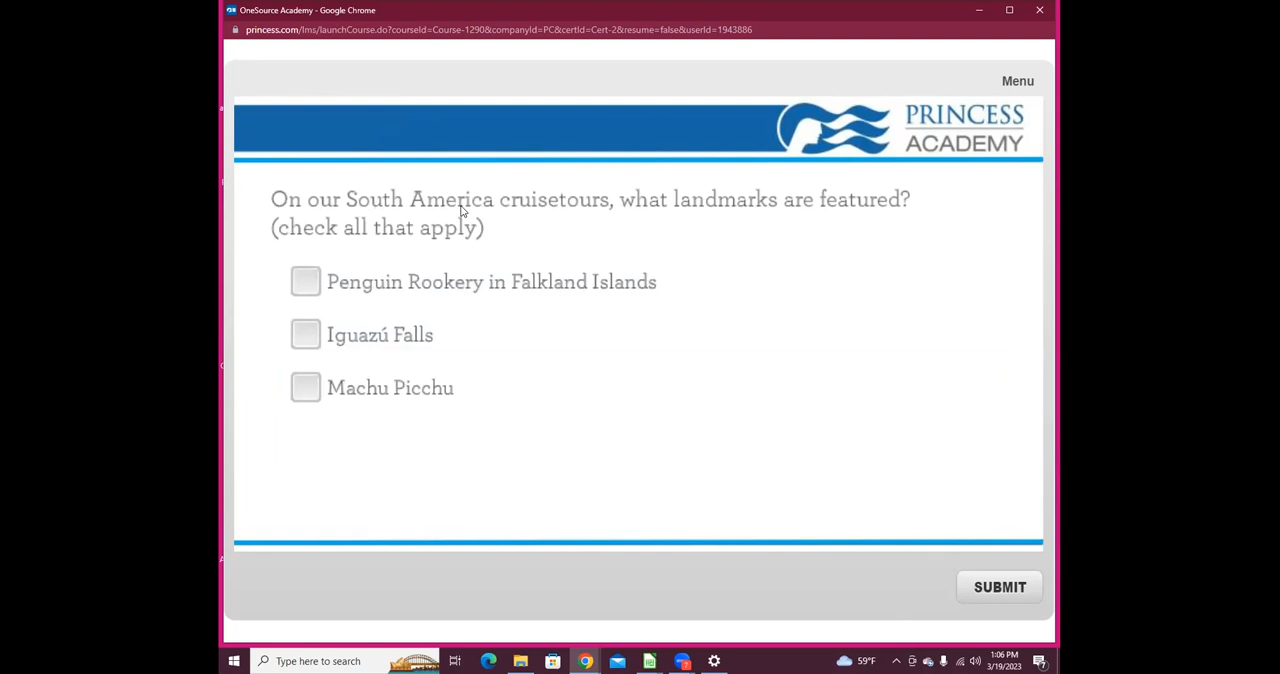 OneSource Academy - Google Chrome
princess.com/lms/launchCourse.do?courseId=Course-1290&companyId=PC&certId=Cert-2&resume=false&userId=1943886
Menu
PRINCESS
ACADEMY
On our South America cruisetours, what landmarks are featured?
(check all that apply)
Penguin Rookery in Falkland Islands
Iguazú Falls
Machu Picchu
SUBMIT
Type here to search
59°F
1:06 PM
3/19/2023